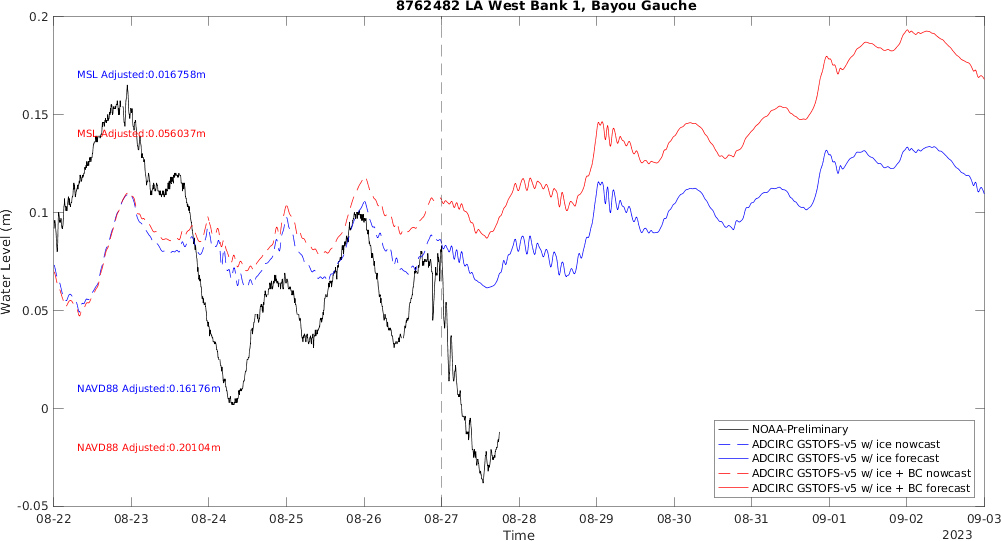 8762482 LA West Bank 1, Bayou Gauche
0.2
0.15
0.1
0.05
0
-0.05
Water Level (m)
MSL Adjusted:0.016758m
MSL Adjusted:0.056037m
NAVD88 Adjusted:0.16176m
NAVD88 Adjusted:0.20104m
NOAA-Preliminary
ADCIRC GSTOFS-v5 w/ ice nowcast
ADCIRC GSTOFS-v5 w/ ice forecast
ADCIRC GSTOFS-v5 w/ ice + BC nowcast
ADCIRC GSTOFS-v5 w/ ice + BC forecast
08-22 08-23 08-24 08-25 08-26 08-27 08-28 08-29 08-30 08-31 09-01 09-02 09-03
Time
2023